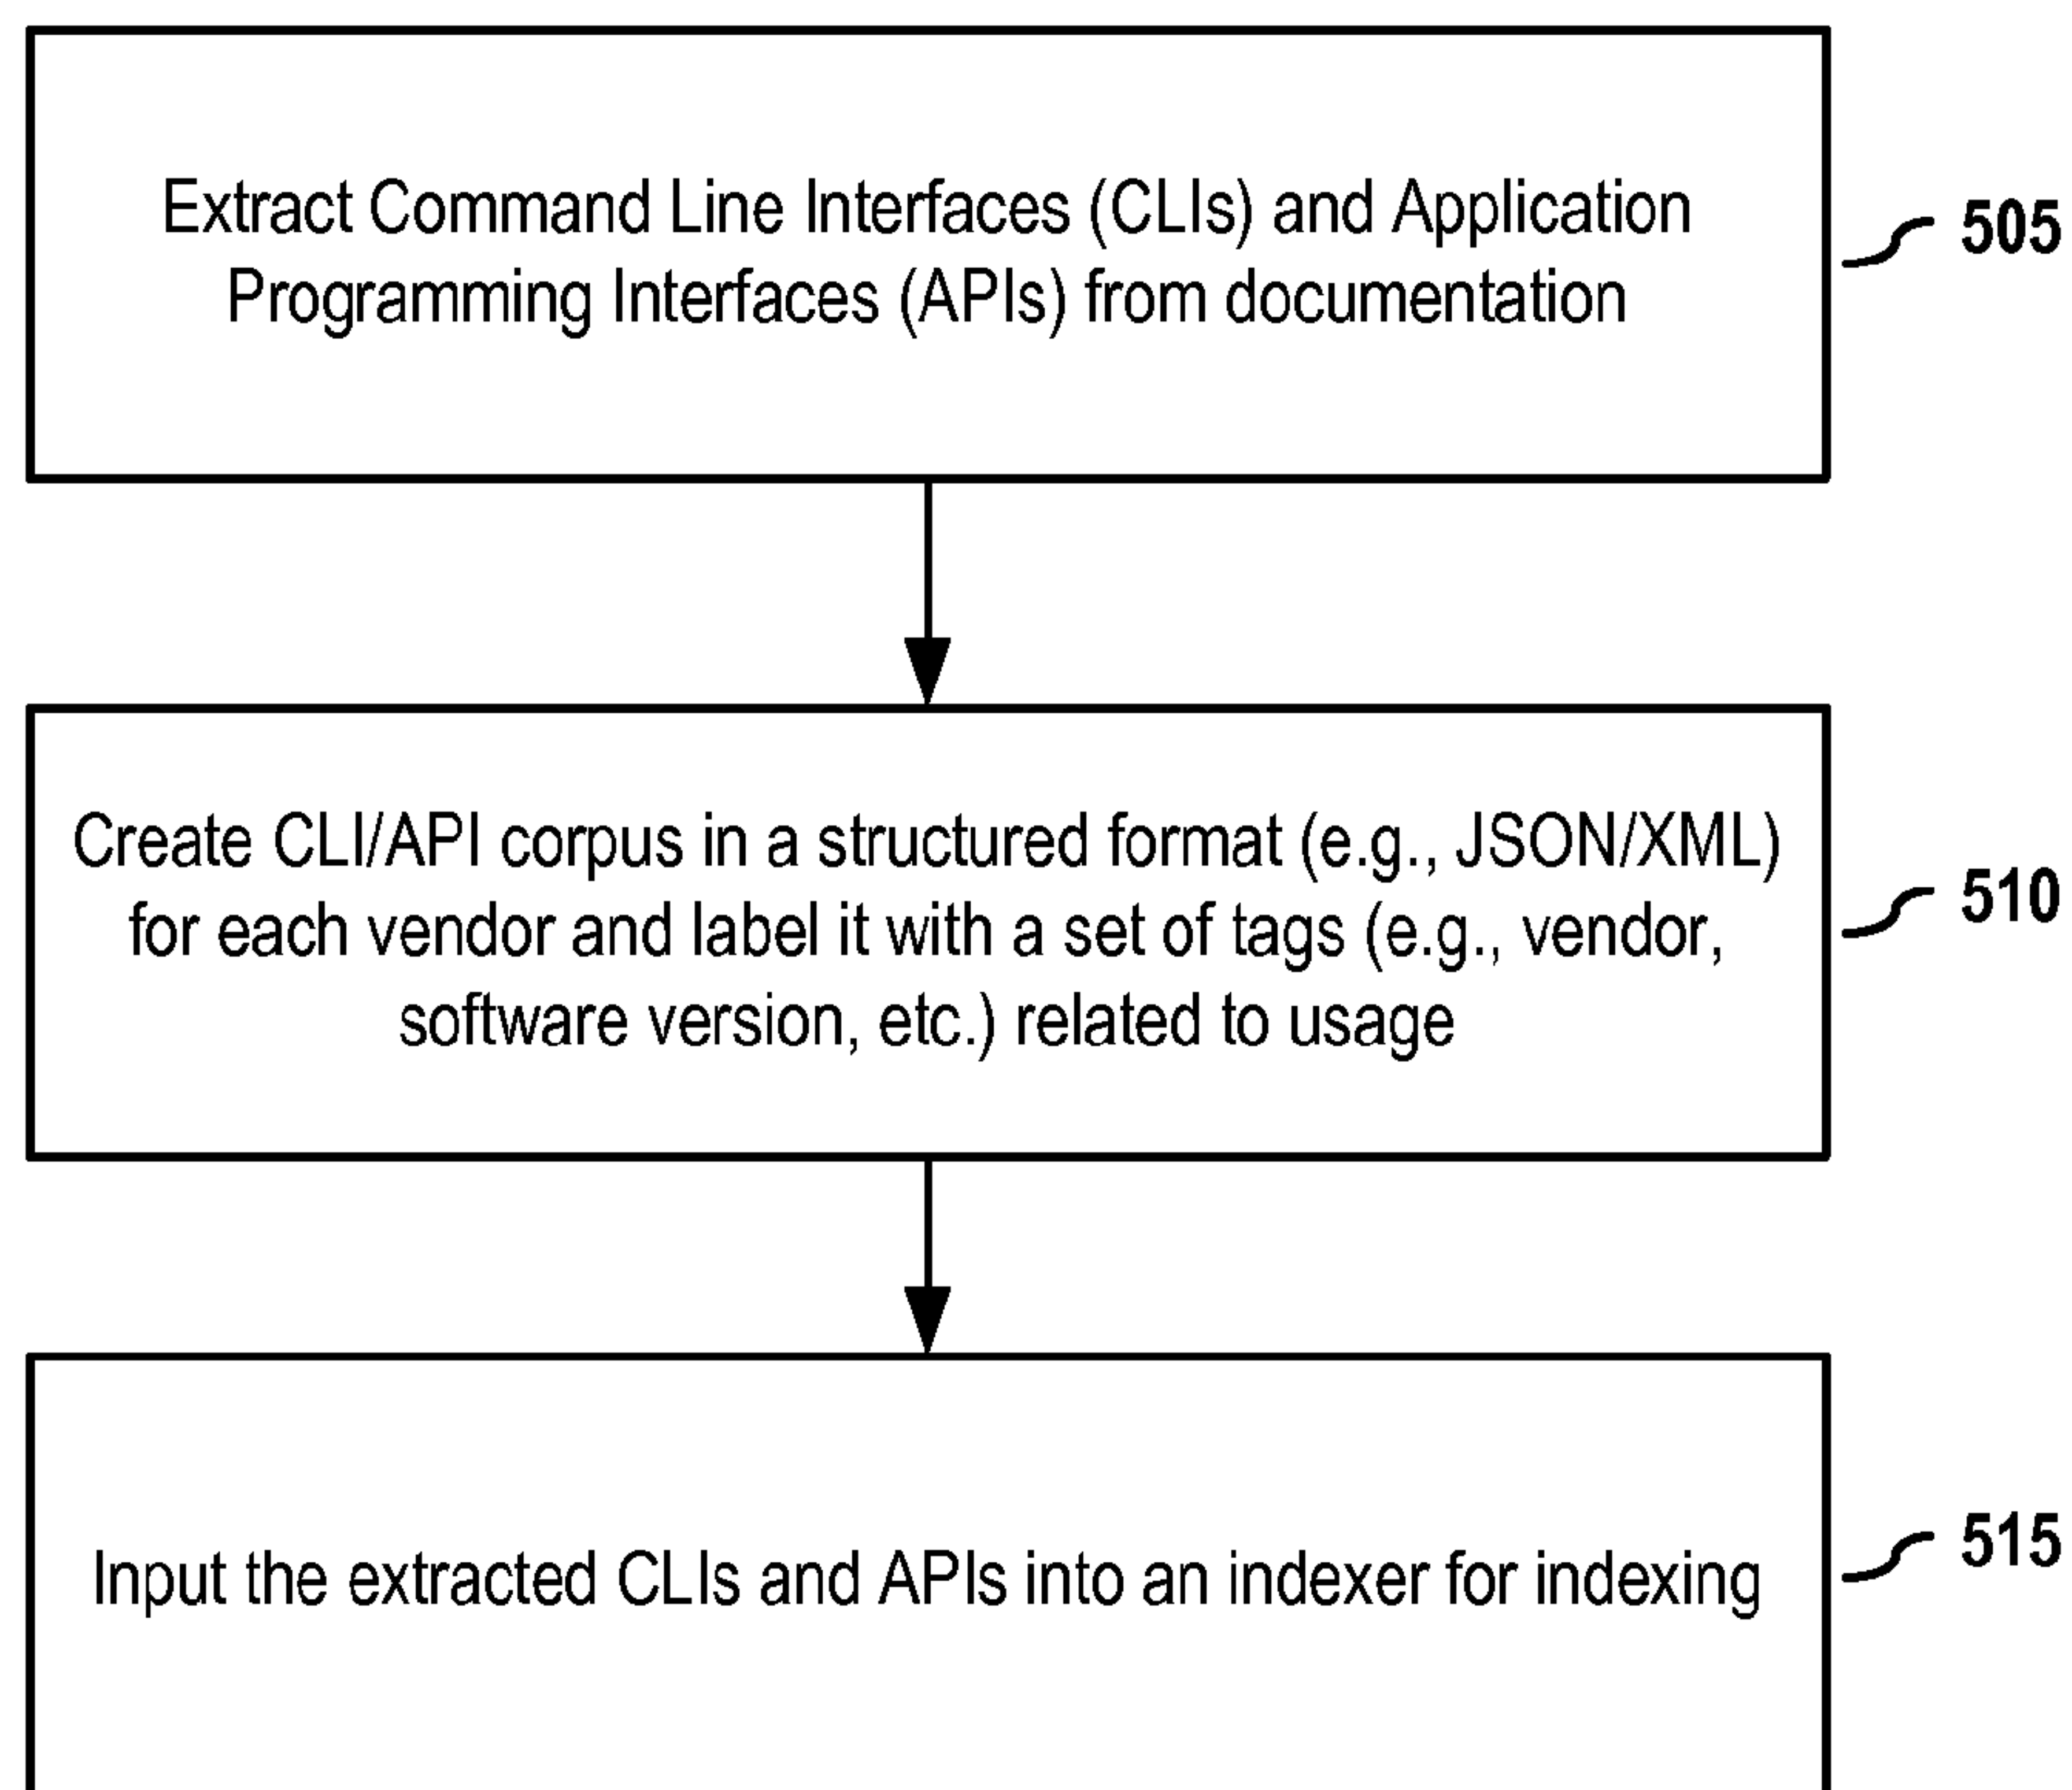 Extract Command Line Interfaces (CLIs) and Application
Programming Interfaces (APIs) from documentation
505
Create CLI/API corpus in a structured format (e.g., JSON/XML)
for each vendor and label it with a set of tags (e.g., vendor,
software version, etc.) related to usage
510
Input the extracted CLIs and APIs into an indexer for indexing
515